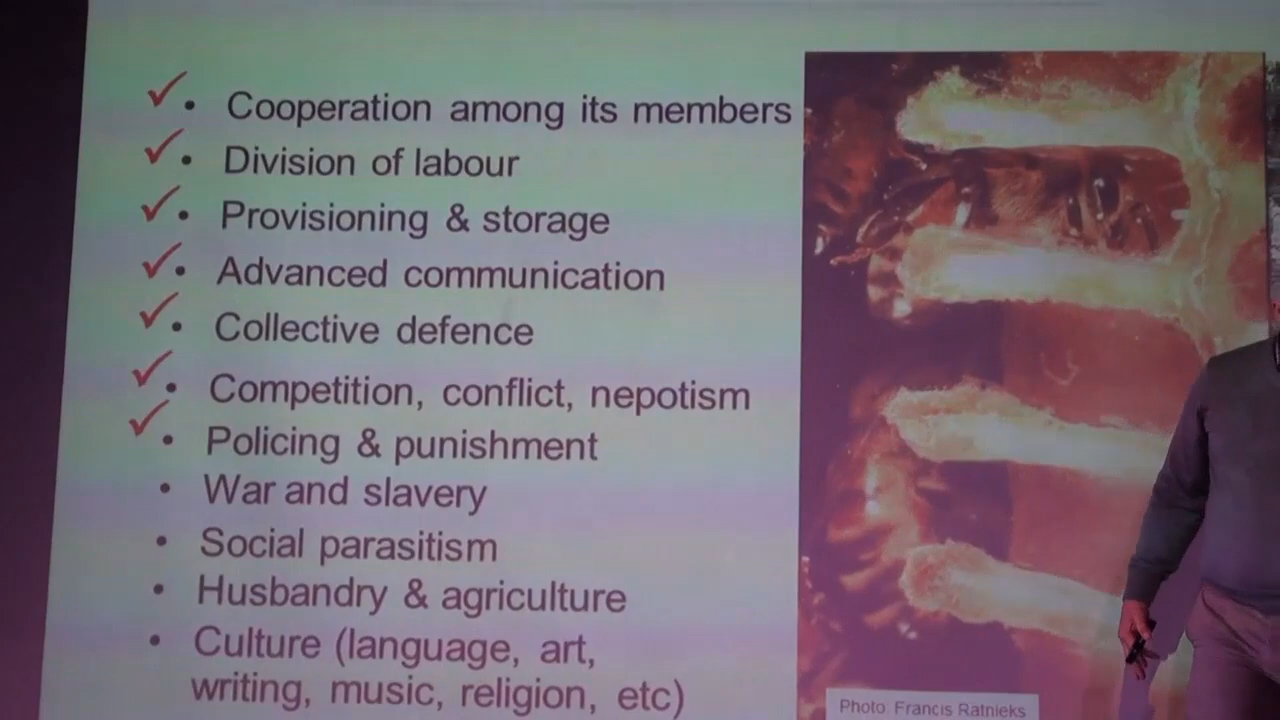 • Cooperation among its members
• Division of labour
• Provisioning & storage
• Advanced communication
• Collective defence
• Competition, conflict, nepotism
• Policing & punishment
• War and slavery
• Social parasitism
• Husbandry & agriculture
• Culture (language, art,
writing, music, religion, etc)
Photo. Francis Ratnieks